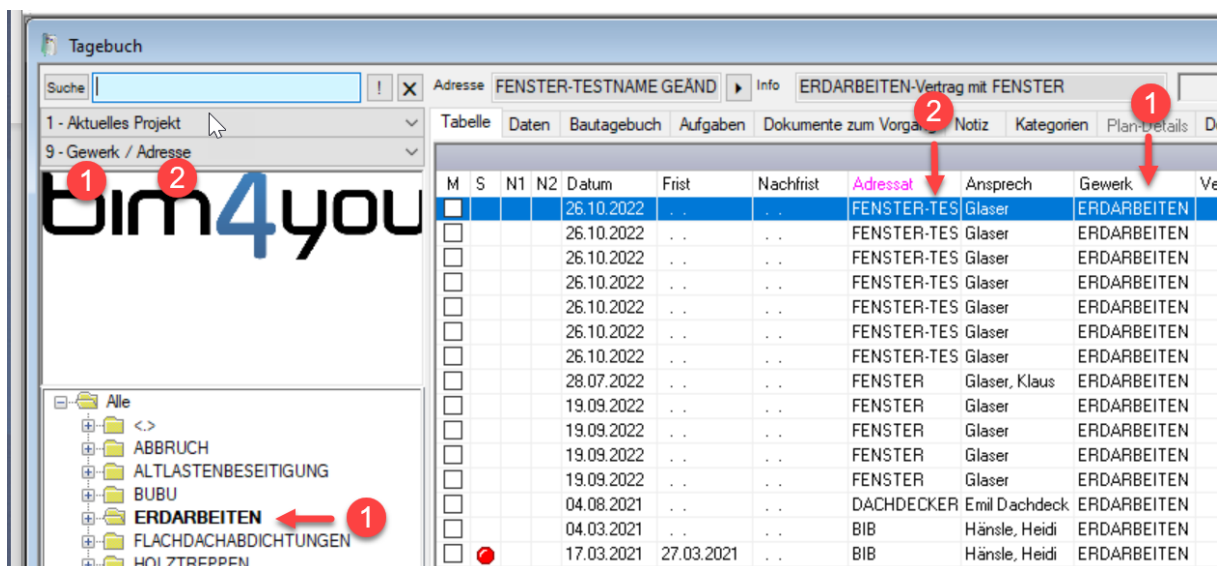 Tagebuch
Suche ! X Adresse FENSTER-TESTNAME GEÄND Info ERDARBEITEN-Vertrag mit FENSTER
1 - Aktuelles Projekt
9 - Gewerk / Adresse
1 2
bim4you
Tabelle Daten Bautagebuch Aufgaben Dokumente zum Vorgang Notiz Kategorien Plan-Details D
2 1
M S N1 N2 Datum Frist Nachfrist Adressat Ansprech Gewerk Ve
26.10.2022 . . . . FENSTER-TES Glaser ERDARBEITEN
26.10.2022 . . . . FENSTER-TES Glaser ERDARBEITEN
26.10.2022 . . . . FENSTER-TES Glaser ERDARBEITEN
26.10.2022 . . . . FENSTER-TES Glaser ERDARBEITEN
26.10.2022 . . . . FENSTER-TES Glaser ERDARBEITEN
26.10.2022 . . . . FENSTER-TES Glaser ERDARBEITEN
26.10.2022 . . . . FENSTER-TES Glaser ERDARBEITEN
28.07.2022 . . . . FENSTER Glaser, Klaus ERDARBEITEN
19.09.2022 . . . . FENSTER Glaser ERDARBEITEN
19.09.2022 . . . . FENSTER Glaser ERDARBEITEN
19.09.2022 . . . . FENSTER Glaser ERDARBEITEN
19.09.2022 . . . . FENSTER Glaser ERDARBEITEN
04.08.2021 . . . . DACHDECKER Emil Dachdeck ERDARBEITEN
04.03.2021 . . . . BIB Hänsle, Heidi ERDARBEITEN
17.03.2021 27.03.2021 . . BIB Hänsle, Heidi ERDARBEITEN
Alle
<.>
ABBRUCH
ALTLASTENBESEITIGUNG
BUBU
ERDARBEITEN 1
FLACHDACHABDICHTUNGEN
HOLZTREPPEN